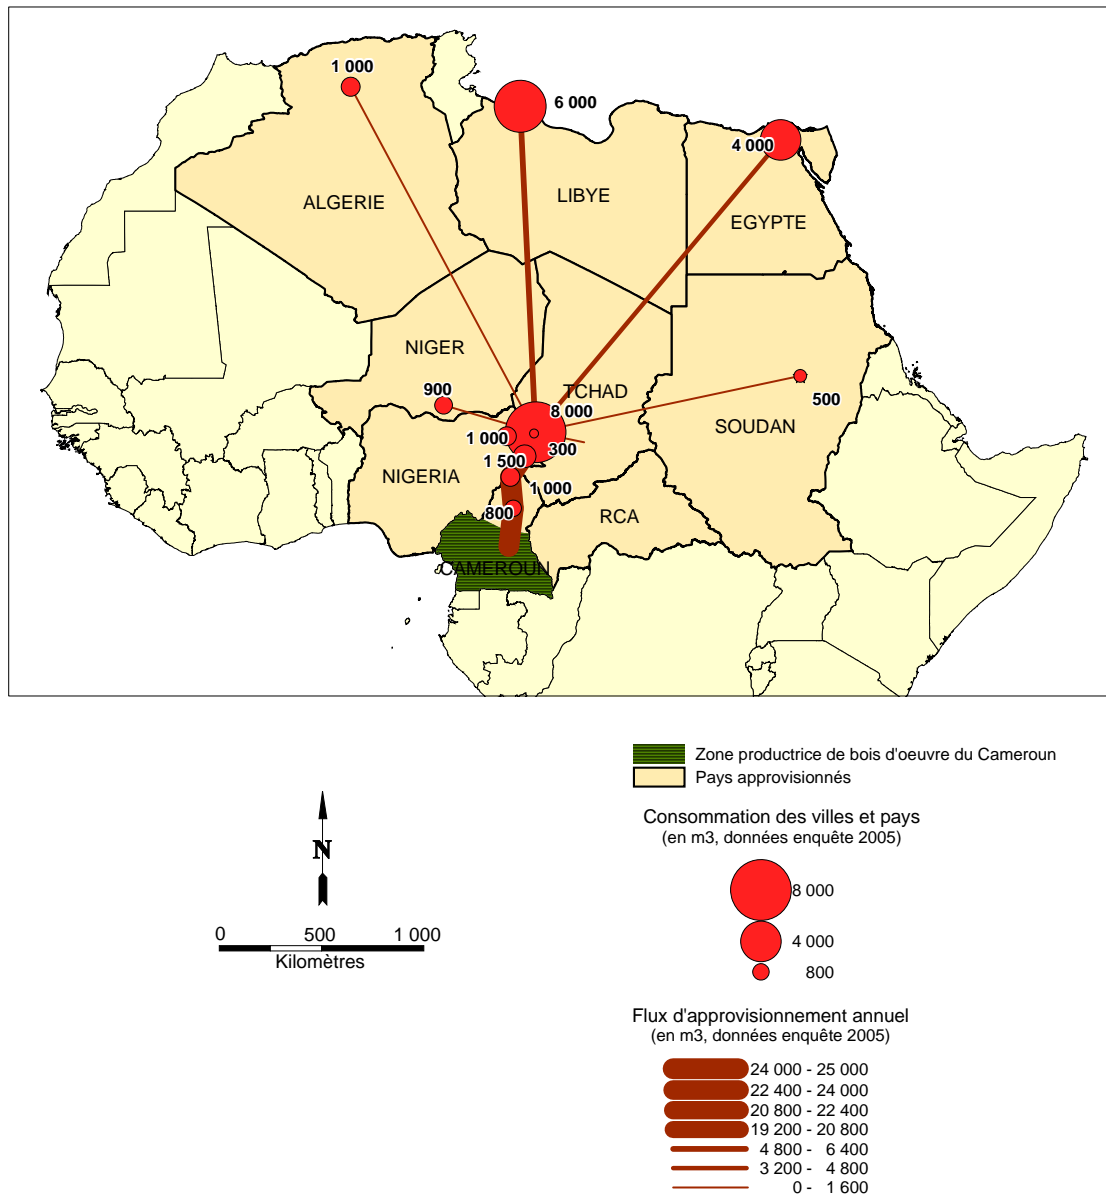 1 000
6 000
4 000
ALGERIE
LIBYE
EGYPTE
NIGER
900
TCHAD
8 000
500
1 000
300
SOUDAN
1 500
NIGERIA
1 000
800
RCA
CAMEROUN
N
0 500 1 000
Kilomètres
Zone productrice de bois d'oeuvre du Cameroun
Pays approvisionnés
Consommation des villes et pays
(en m3, données enquête 2005)
8 000
4 000
800
Flux d'approvisionnement annuel
(en m3, données enquête 2005)
24 000 - 25 000
22 400 - 24 000
20 800 - 22 400
19 200 - 20 800
4 800 - 6 400
3 200 - 4 800
0 - 1 600